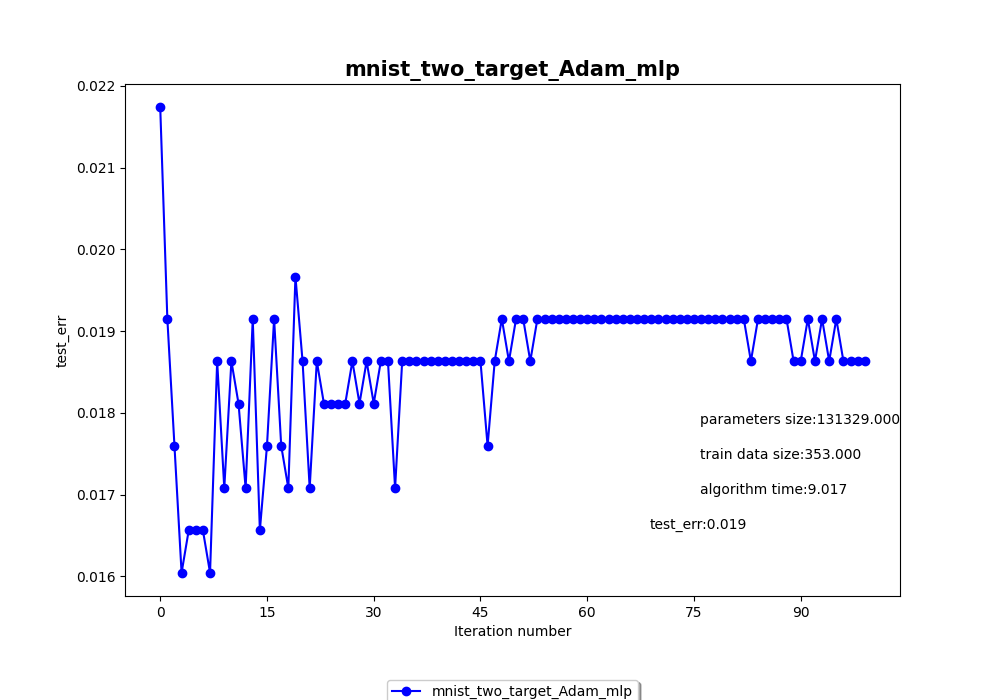 mnist_two_target_Adam_mlp
0.022
0.021
0.020
0.019
0.018
0.017
0.016
test_err
parameters size:131329.000
train data size:353.000
algorithm time:9.017
test_err:0.019
0 15 30 45 60 75 90
Iteration number
mnist_two_target_Adam_mlp